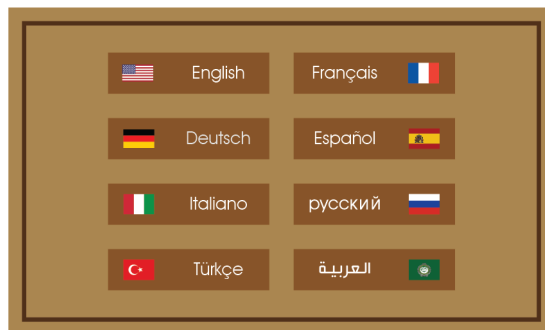 English
Français
Deutsch
Español
Italiano
русский
Türkçe
العربية